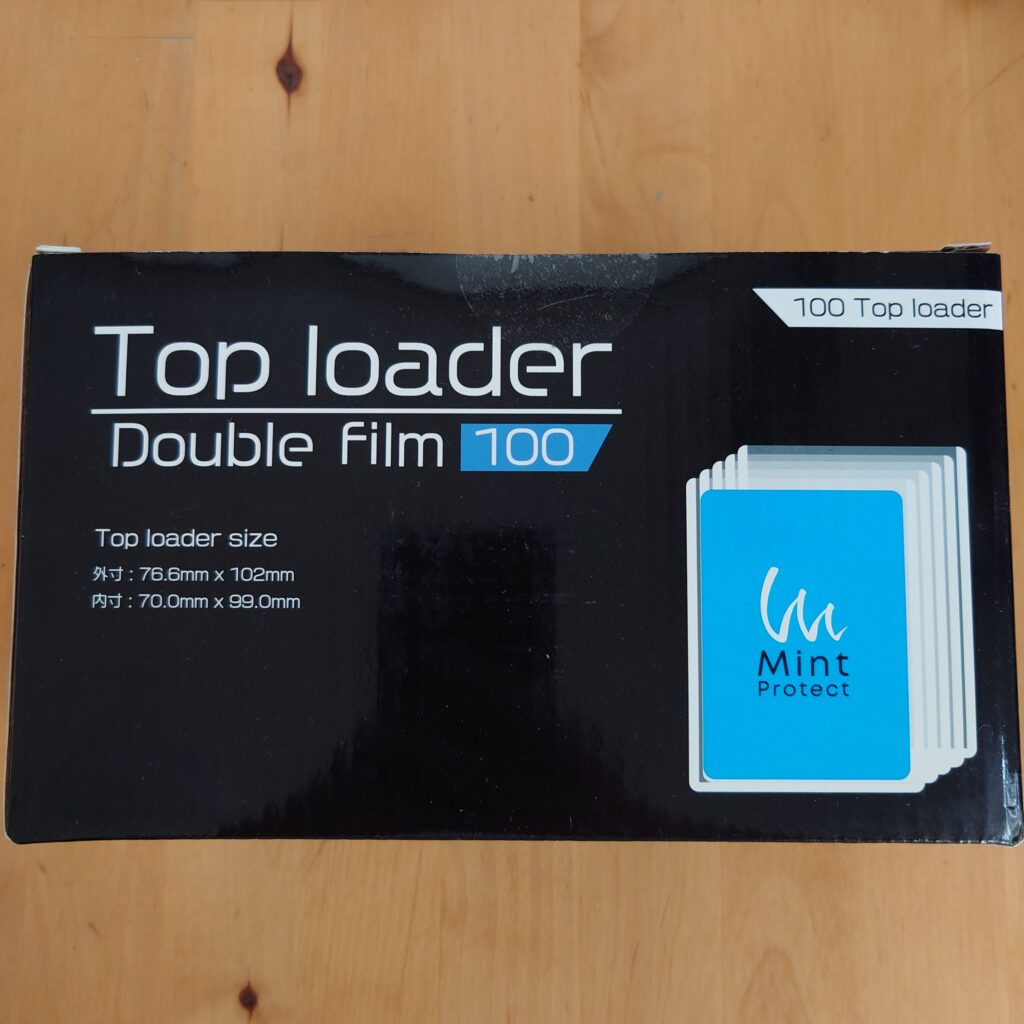 100 Top loader
Top loader
Double Film 100
Top loader size
外寸 : 76.6mm x 102mm
内寸 : 70.0mm x 99.0mm
Mint
Protect